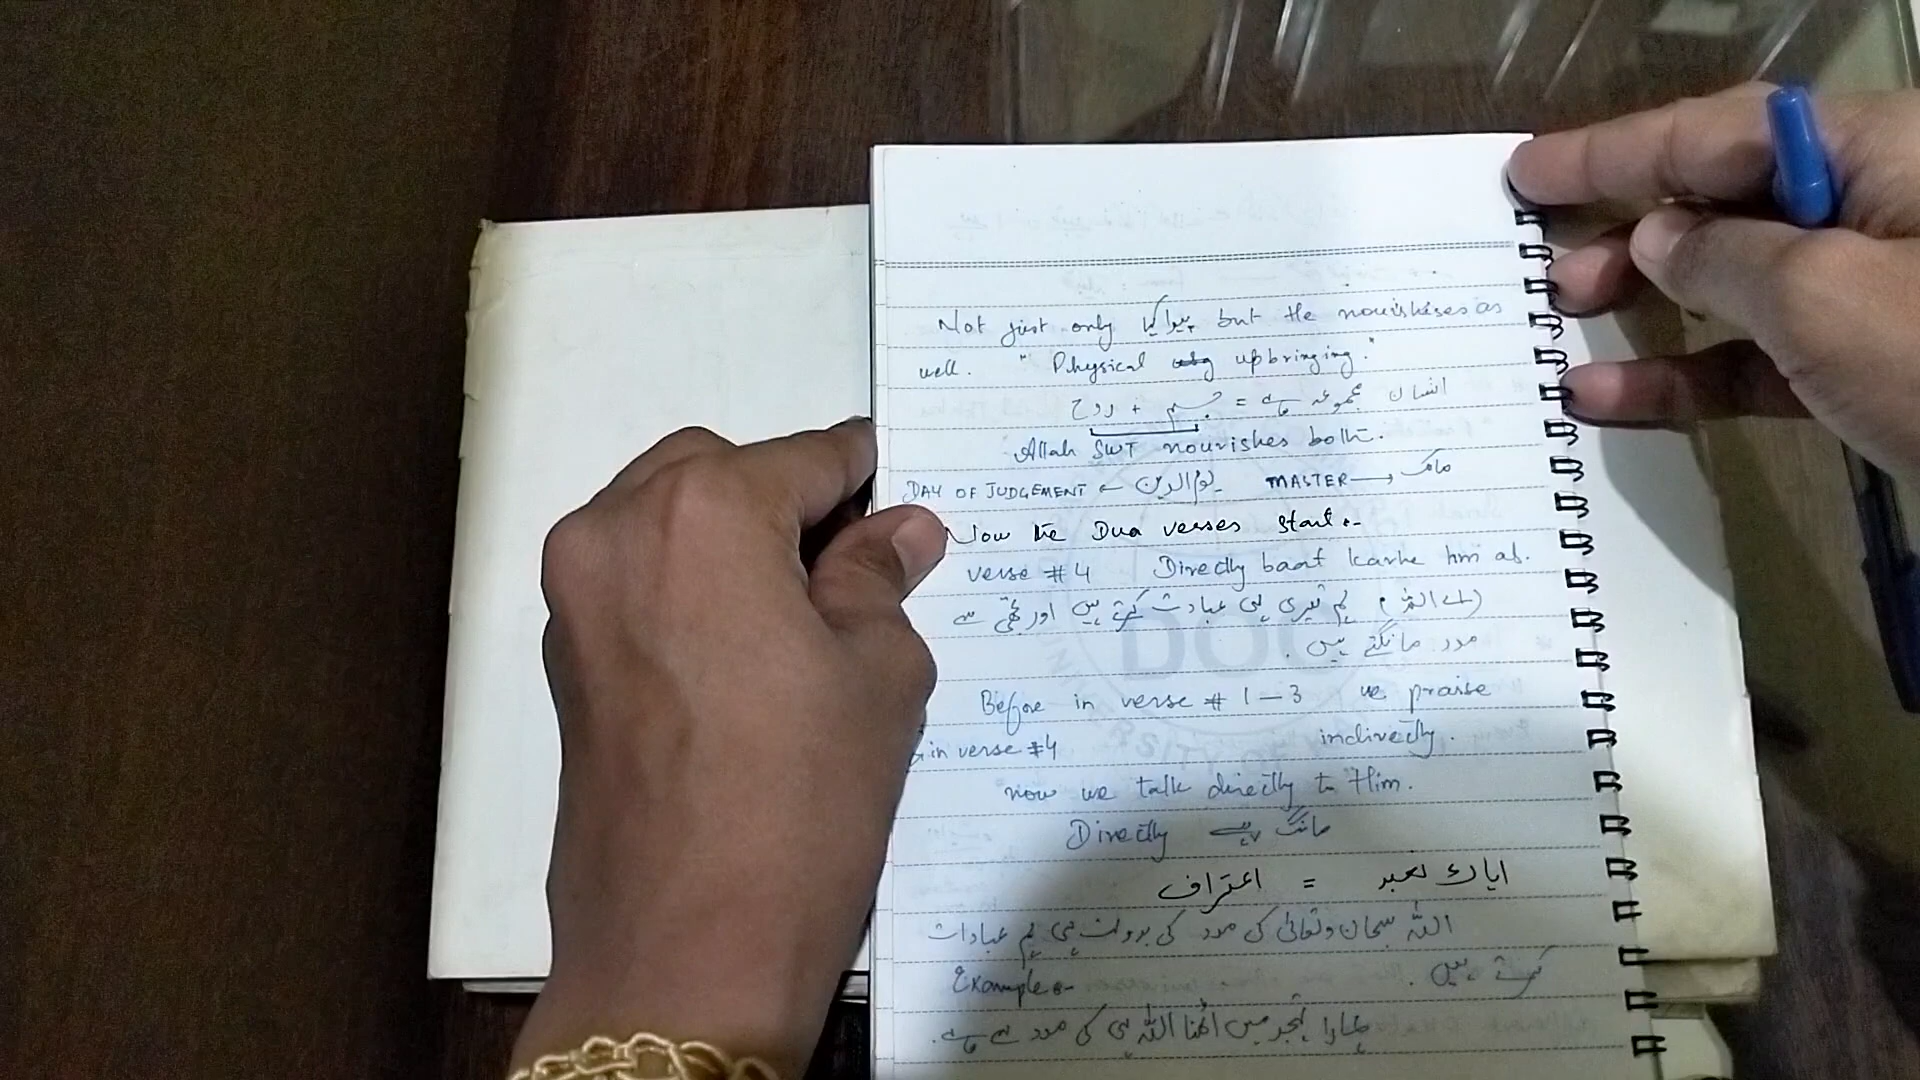 Not just only پیدا کیا but He nourishises as
well. "Physical upbringing."
انسان مجموعہ ہے = جسم + روح
Allah SWT nourishes both.
DAY OF JUDGEMENT ← یوم الدین MASTER → مالک
Now the Dua verses start :-
verse #4 Directly baat karhe hm ab.
(اے اللہ) ہم تیری ہی عبادت کرتے ہیں اور تجھی سے
مدد مانگتے ہیں.
Before in verse # 1-3 we praise
indirectly.
in verse #4
now we talk directly to Him.
Directly مانگ رہے
ایاک نعبد = اعتراف
اللہ سبحان وتعالیٰ کی مدد کی بدولت ہی ہم عبادات
کرتے ہیں.
Example :-
ہمارا تہجد میں اٹھنا اللہ ہی کی مدد سے ہے.
DOC